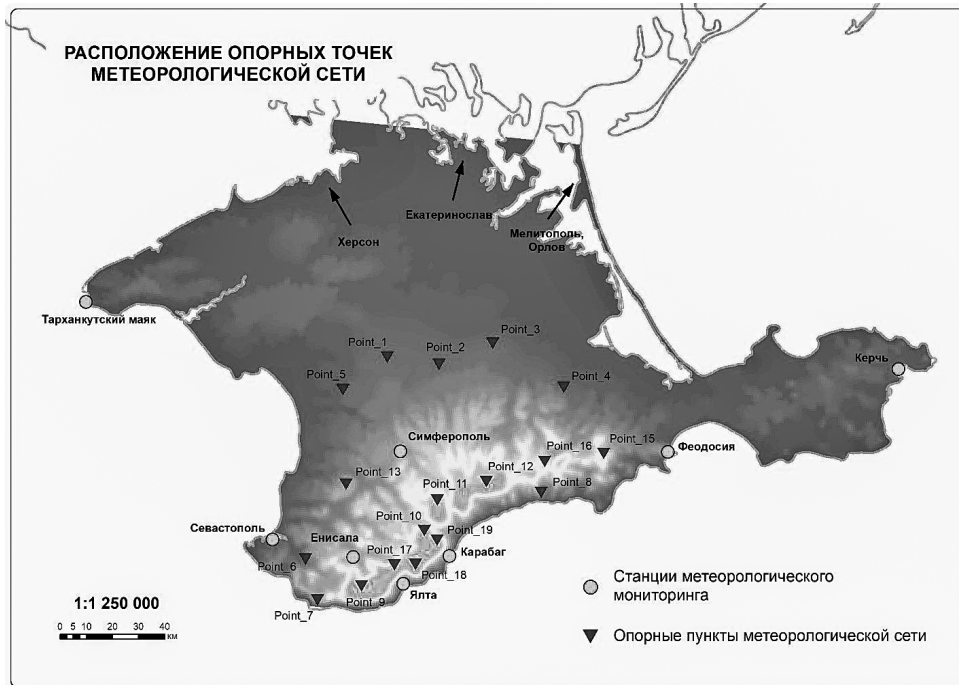 РАСПОЛОЖЕНИЕ ОПОРНЫХ ТОЧЕК
МЕТЕОРОЛОГИЧЕСКОЙ СЕТИ
Екатеринослав
Херсон
Мелитополь,
Орлов
Тарханкутский маяк
Point_1
Point_2
Point_3
Point_5
Point_4
Керчь
Симферополь
Point_16
Point_15
Феодосия
Point_13
Point_12
Point_11
Point_8
Севастополь
Point_10
Point_19
Енисала
Point_17
Карабаг
Point_6
Point_18
Point_9
Ялта
Point_7
Станции метеорологического
мониторинга
Опорные пункты метеорологической сети
1:1 250 000
0 5 10 20 30 40
км